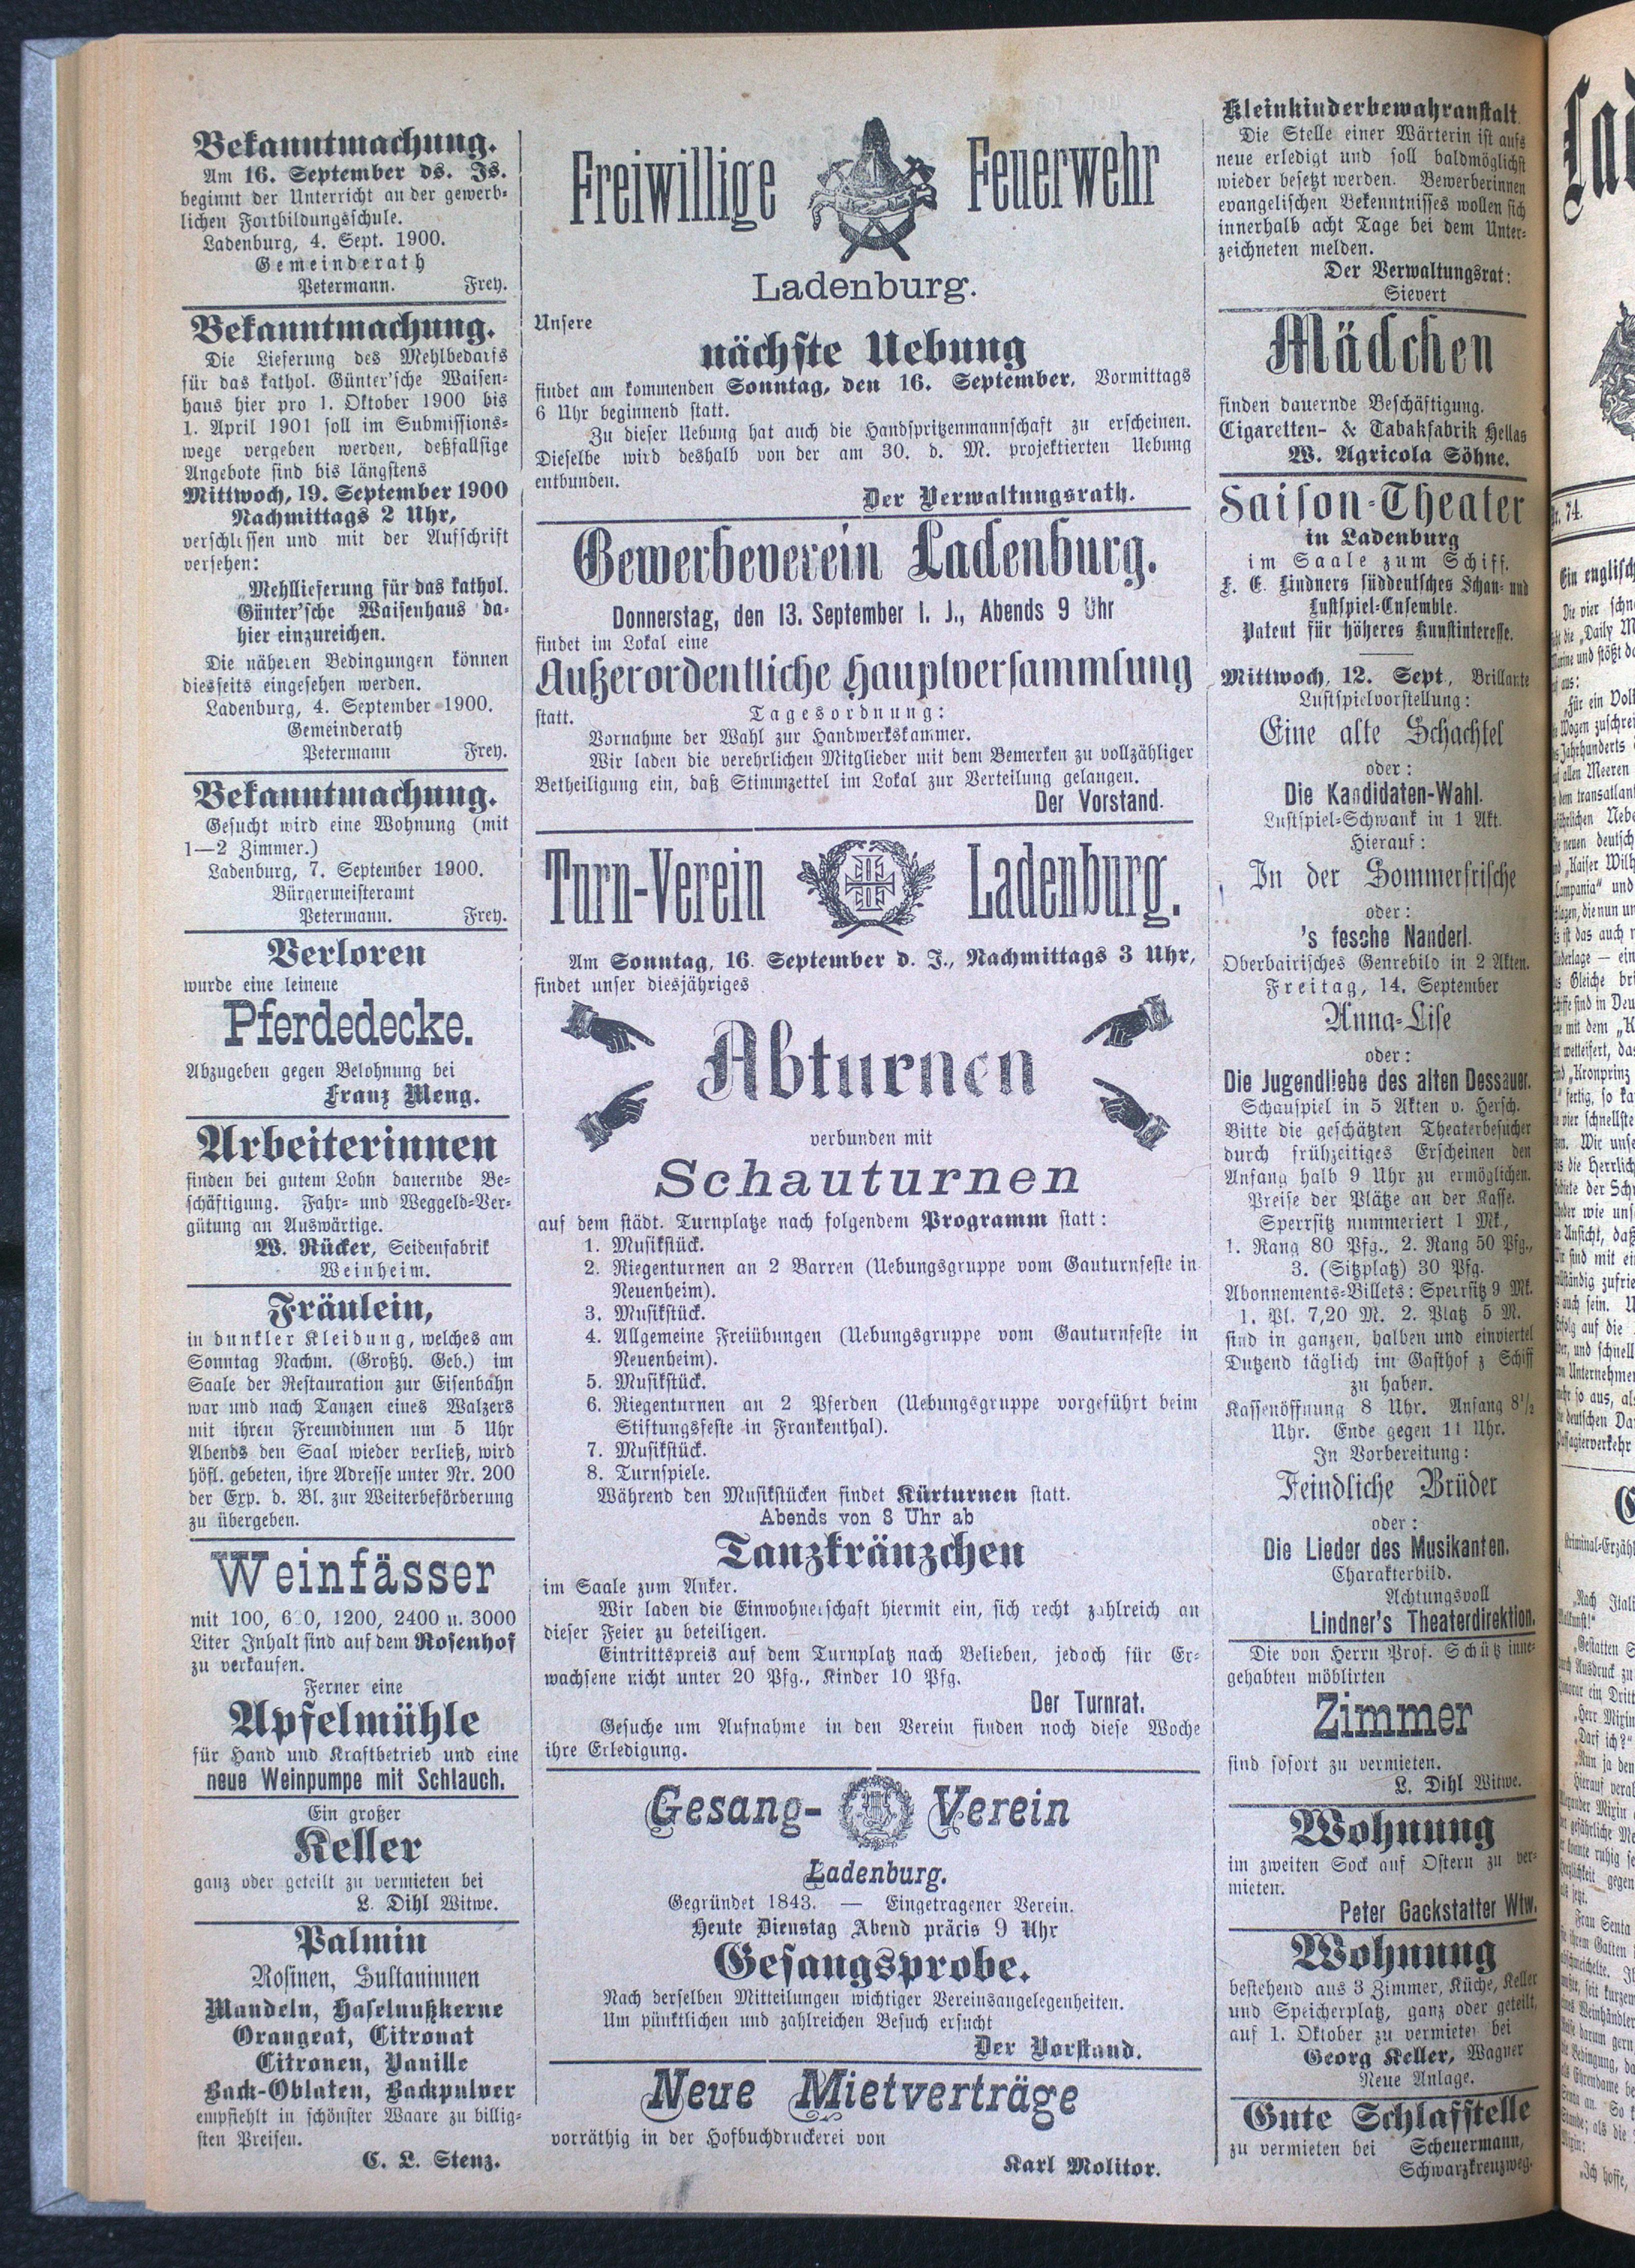 Bekanntmachung.
Am 16. September ds. Js.
beginnt der Unterricht an der gewerb-
lichen Fortbildungsschule.
Ladenburg, 4. Sept. 1900.
Gemeinderath
Petermann. Frey.
Bekanntmachung.
Die Lieferung des Mehlbedarfs
für das kathol. Günter'sche Waisen-
haus hier pro 1. Oktober 1900 bis
1. April 1901 soll im Submissions-
wege vergeben werden, deßfallsige
Angebote sind bis längstens
Mittwoch, 19. September 1900
Nachmittags 2 Uhr,
verschlossen und mit der Aufschrift
versehen:
„Mehllieferung für das kathol.
Günter'sche Waisenhaus da-
hier einzureichen.
Die näheren Bedingungen können
diesseits eingesehen werden.
Ladenburg, 4. September 1900.
Gemeinderath
Petermann Frey.
Bekanntmachung.
Gesucht wird eine Wohnung (mit
1—2 Zimmer.)
Ladenburg, 7. September 1900.
Bürgermeisteramt
Petermann. Frey.
Verloren
wurde eine leinene
Pferdedecke.
Abzugeben gegen Belohnung bei
Franz Meng.
Arbeiterinnen
finden bei gutem Lohn dauernde Be-
schäftigung. Fahr- und Weggeld-Ver-
gütung an Auswärtige.
W. Rücker, Seidenfabrik
Weinheim.
Fräulein,
in dunkler Kleidung, welches am
Sonntag Nachm. (Großh. Geb.) im
Saale der Restauration zur Eisenbahn
war und nach Tanzen eines Walzers
mit ihren Freundinnen um 5 Uhr
Abends den Saal wieder verließ, wird
höfl. gebeten, ihre Adresse unter Nr. 200
der Exp. d. Bl. zur Weiterbeförderung
zu übergeben.
Weinfässer
mit 100, 600, 1200, 2400 u. 3000
Liter Inhalt sind auf dem Rosenhof
zu verkaufen.
Ferner eine
Apfelmühle
für Hand und Kraftbetrieb und eine
neue Weinpumpe mit Schlauch.
Ein großer
Keller
ganz oder geteilt zu vermieten bei
L. Dihl Witwe.
Palmin
Rosinen, Sultaninnen
Mandeln, Haselnußkerne
Orangeat, Citronat
Citronen, Vanille
Back-Oblaten, Backpulver
empfiehlt in schönster Waare zu billig-
sten Preisen.
C. L. Stenz.
Freiwillige Feuerwehr
Ladenburg.
Unsere
nächste Uebung
findet am kommenden Sonntag, den 16. September, Vormittags
6 Uhr beginnend statt.
Zu dieser Uebung hat auch die Handspritzenmannschaft zu erscheinen.
Dieselbe wird deshalb von der am 30. d. M. projektierten Uebung
entbunden.
Der Verwaltungsrath.
Gewerbeverein Ladenburg.
Donnerstag, den 13. September l. J., Abends 9 Uhr
findet im Lokal eine
Außerordentliche Hauptversammlung
statt. Tagesordnung:
Vornahme der Wahl zur Handwerkskammer.
Wir laden die verehrlichen Mitglieder mit dem Bemerken zu vollzähliger
Betheiligung ein, daß Stimmzettel im Lokal zur Verteilung gelangen.
Der Vorstand.
Turn-Verein Ladenburg.
Am Sonntag, 16. September d. J., Nachmittags 3 Uhr,
findet unser diesjähriges
Abturnen
verbunden mit
Schauturnen
auf dem städt. Turnplatze nach folgendem Programm statt:
1. Musikstück.
2. Riegenturnen an 2 Barren (Uebungsgruppe vom Gauturnfeste in
Neuenheim).
3. Musikstück.
4. Allgemeine Freiübungen (Uebungsgruppe vom Gauturnfeste in
Neuenheim).
5. Musikstück.
6. Riegenturnen an 2 Pferden (Uebungsgruppe vorgeführt beim
Stiftungsfeste in Frankenthal).
7. Musikstück.
8. Turnspiele.
Während den Musikstücken findet Kürturnen statt.
Abends von 8 Uhr ab
Tanzkränzchen
im Saale zum Anker.
Wir laden die Einwohnerschaft hiermit ein, sich recht zahlreich an
dieser Feier zu beteiligen.
Eintrittspreis auf dem Turnplatz nach Belieben, jedoch für Er-
wachsene nicht unter 20 Pfg., Kinder 10 Pfg.
Der Turnrat.
Gesuche um Aufnahme in den Verein finden noch diese Woche
ihre Erledigung.
Gesang- Verein
Ladenburg.
Gegründet 1843. — Eingetragener Verein.
Heute Dienstag Abend präcis 9 Uhr
Gesangsprobe.
Nach derselben Mitteilungen wichtiger Vereinsangelegenheiten.
Um pünktlichen und zahlreichen Besuch ersucht
Der Vorstand.
Neue Mietverträge
vorräthig in der Hofbuchdruckerei von
Karl Molitor.
Kleinkinderbewahranstalt.
Die Stelle einer Wärterin ist aufs
neue erledigt und soll baldmöglichst
wieder besetzt werden. Bewerberinnen
evangelischen Bekenntnisses wollen sich
innerhalb acht Tage bei dem Unter-
zeichneten melden.
Der Verwaltungsrat:
Sievert
Mädchen
finden dauernde Beschäftigung.
Cigaretten- & Tabakfabrik Hellas
W. Agricola Söhne.
Saison-Theater
in Ladenburg
im Saale zum Schiff.
L. E. Lindners süddeutsches Schau- und
Lustspiel-Ensemble.
Patent für höheres Kunstinteresse.
Mittwoch, 12. Sept., Brillante
Lustspielvorstellung:
Eine alte Schachtel
oder:
Die Kandidaten-Wahl.
Lustspiel-Schwank in 1 Akt.
Hierauf:
In der Sommerfrische
oder:
's fesche Nanderl.
Oberbairisches Genrebild in 2 Akten.
Freitag, 14. September
Anna-Lise
oder:
Die Jugendliebe des alten Dessauer.
Schauspiel in 5 Akten v. Hersch.
Bitte die geschätzten Theaterbesucher
durch frühzeitiges Erscheinen den
Anfang halb 9 Uhr zu ermöglichen.
Preise der Plätze an der Kasse.
Sperrsitz nummeriert 1 Mk.,
1. Rang 80 Pfg., 2. Rang 50 Pfg.,
3. (Sitzplatz) 30 Pfg.
Abonnements-Billets: Sperrsitz 9 Mk.
1. Pl. 7,20 M. 2. Platz 5 M.
sind in ganzen, halben und einviertel
Dutzend täglich im Gasthof z Schiff
zu haben.
Kassenöffnung 8 Uhr. Anfang 8½
Uhr. Ende gegen 11 Uhr.
In Vorbereitung:
Feindliche Brüder
oder:
Die Lieder des Musikanten.
Charakterbild.
Achtungsvoll
Lindner's Theaterdirektion.
Die von Herrn Prof. Schütz inne-
gehabten möblirten
Zimmer
sind sofort zu vermieten.
L. Dihl Witwe.
Wohnung
im zweiten Sock auf Ostern zu ver-
mieten.
Peter Gackstatter Wtw.
Wohnung
bestehend aus 3 Zimmer, Küche, Keller
und Speicherplatz, ganz oder geteilt,
auf 1. Oktober zu vermieten bei
Georg Keller, Wagner
Neue Anlage.
Gute Schlafstelle
zu vermieten bei Scheuermann,
Schwarzkreuzweg.
Nr. 74.